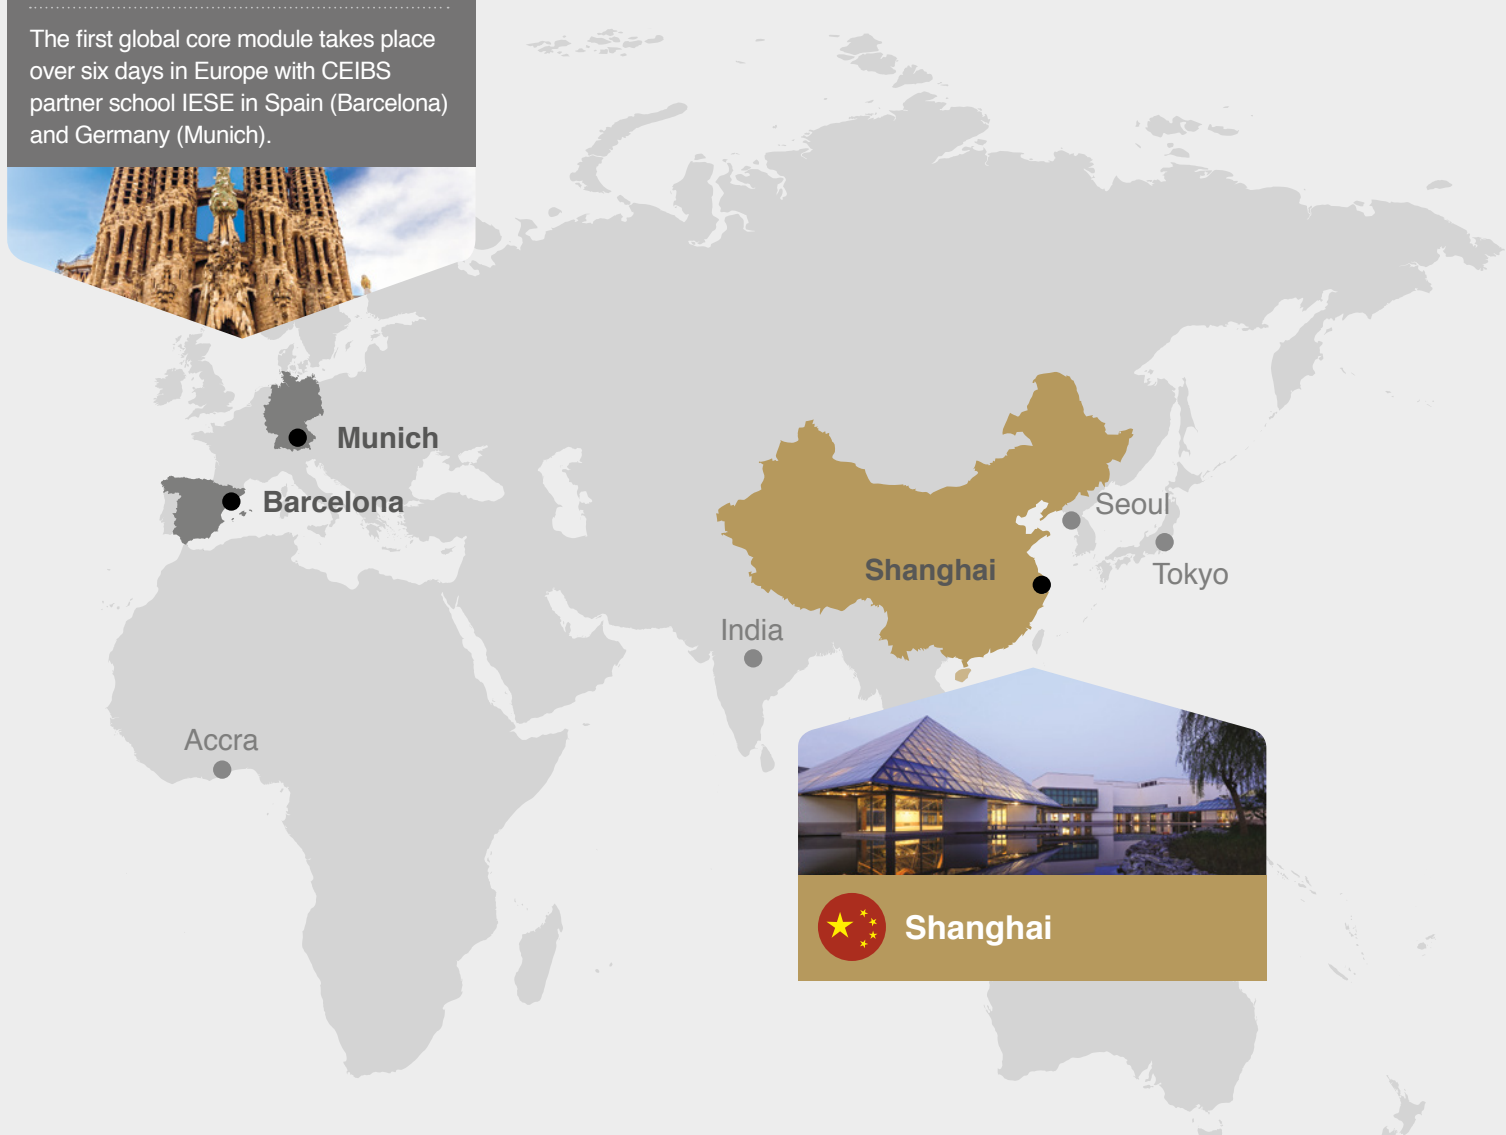 The first global core module takes place
over six days in Europe with CEIBS
partner school IESE in Spain (Barcelona)
and Germany (Munich).
Munich
Barcelona
Seoul
Shanghai
Tokyo
India
Accra
Shanghai